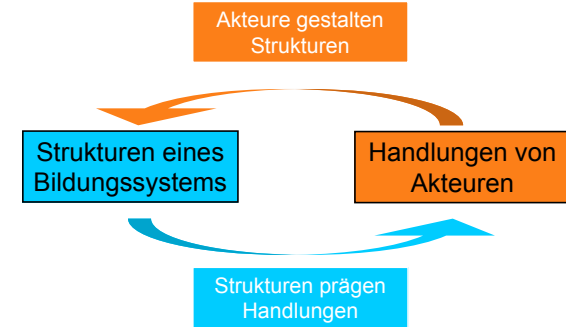 Akteure gestalten
Strukturen
Strukturen eines
Bildungssystems
Handlungen von
Akteuren
Strukturen prägen
Handlungen